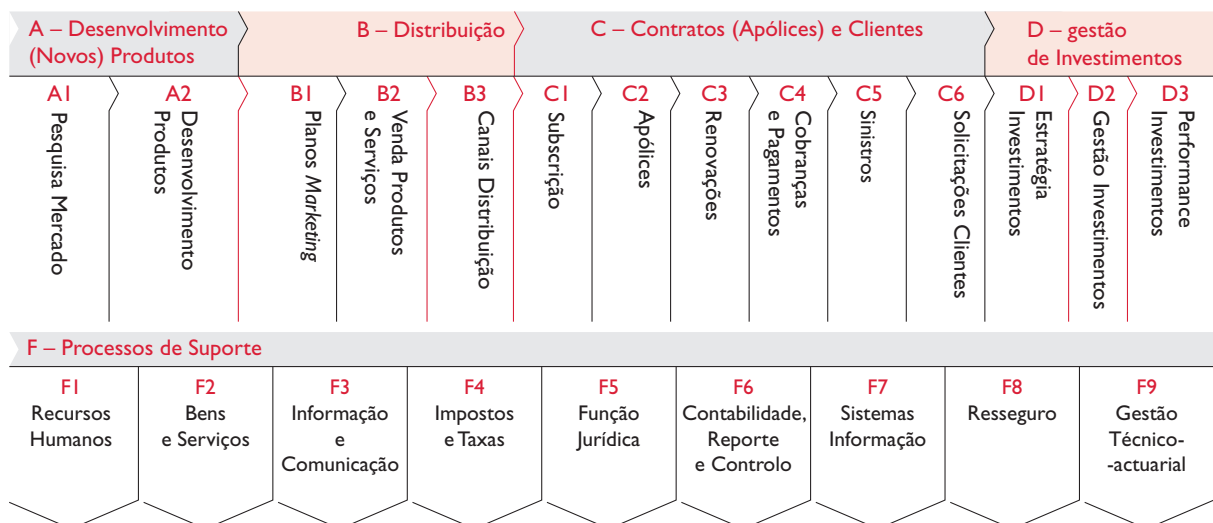 A – Desenvolvimento
(Novos) Produtos
B – Distribuição
C – Contratos (Apólices) e Clientes
D – gestão
de Investimentos
A1
Pesquisa Mercado
A2
Desenvolvimento
Produtos
B1
Planos Marketing
B2
Venda Produtos
e Serviços
B3
Canais Distribuição
C1
Subscrição
C2
Apólices
C3
Renovações
C4
Cobranças
e Pagamentos
C5
Sinistros
C6
Solicitações Clientes
D1
Estratégia
Investimentos
D2
Gestão Investimentos
D3
Performance
Investimentos
F – Processos de Suporte
F1
Recursos
Humanos
F2
Bens
e Serviços
F3
Informação
e
Comunicação
F4
Impostos
e Taxas
F5
Função
Jurídica
F6
Contabilidade,
Reporte
e Controlo
F7
Sistemas
Informação
F8
Resseguro
F9
Gestão
Técnico-
-actuarial